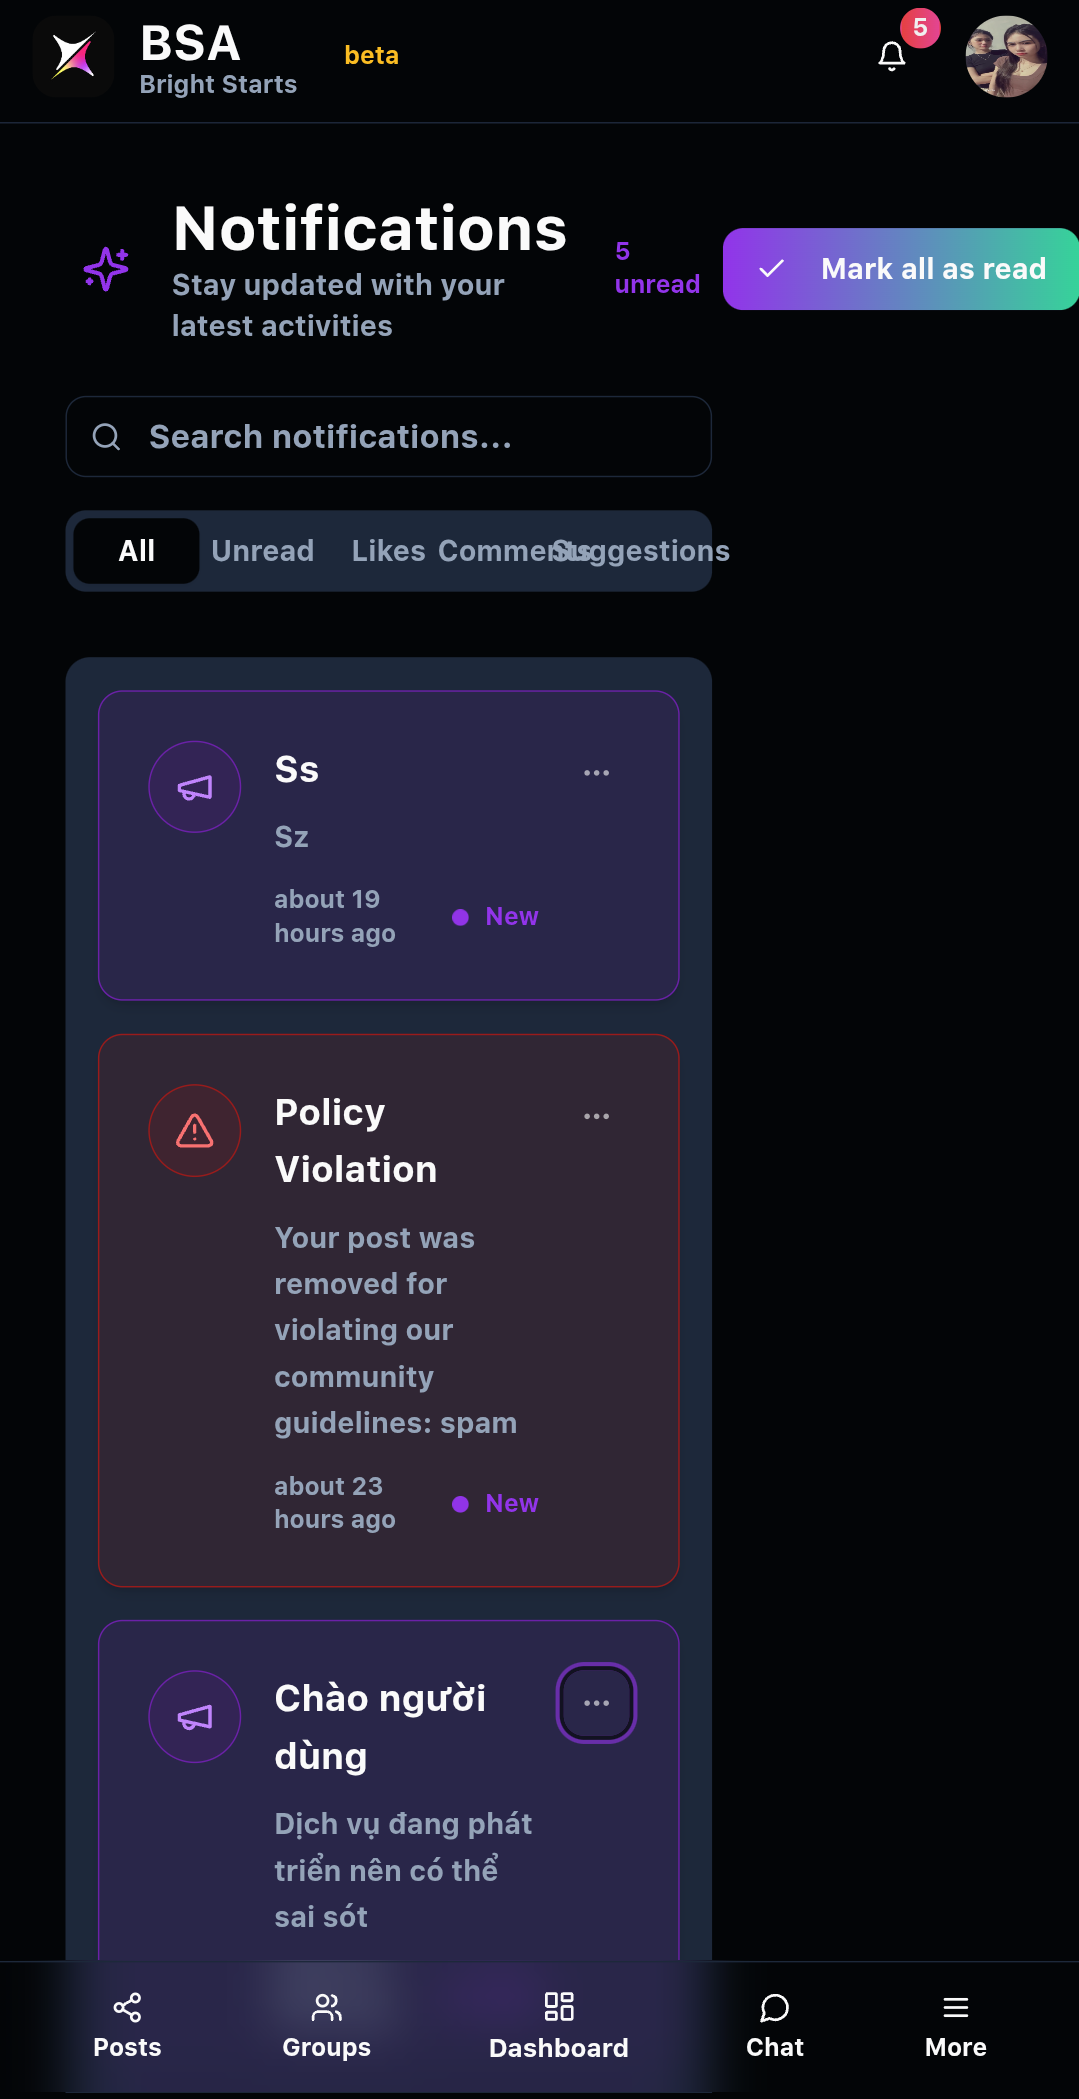 BSA
Bright Starts
beta
5
Notifications
Stay updated with your
latest activities
5
unread
Mark all as read
Search notifications...
All
Unread
Likes
Comments
Suggestions
Ss
Sz
about 19
hours ago
New
Policy
Violation
Your post was
removed for
violating our
community
guidelines: spam
about 23
hours ago
New
Chào người
dùng
Dịch vụ đang phát
triển nên có thể
sai sót
Posts
Groups
Dashboard
Chat
More